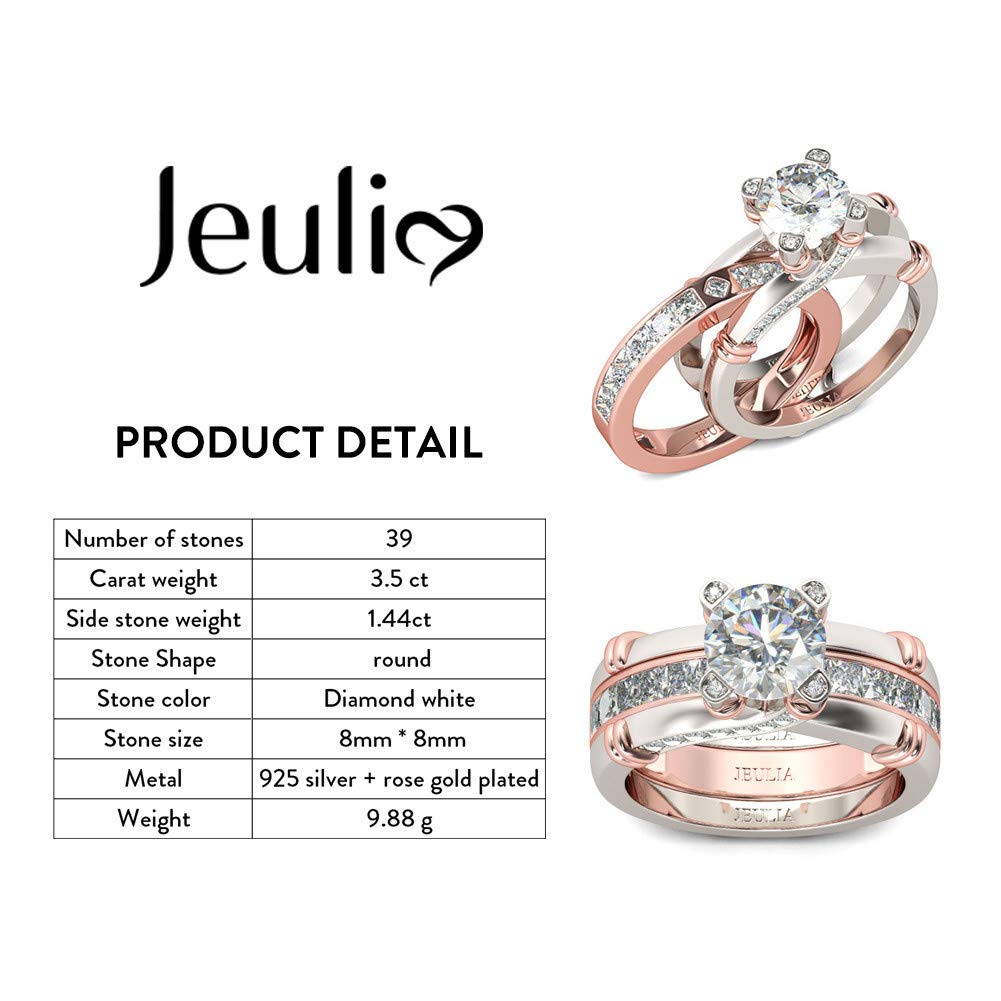 Jeulia
PRODUCT DETAIL
Number of stones 39
Carat weight 3.5 ct
Side stone weight 1.44ct
Stone Shape round
Stone color Diamond white
Stone size 8mm * 8mm
Metal 925 silver + rose gold plated
Weight 9.88 g
JEULIA
JEULIA
JEULIA
JEULIA